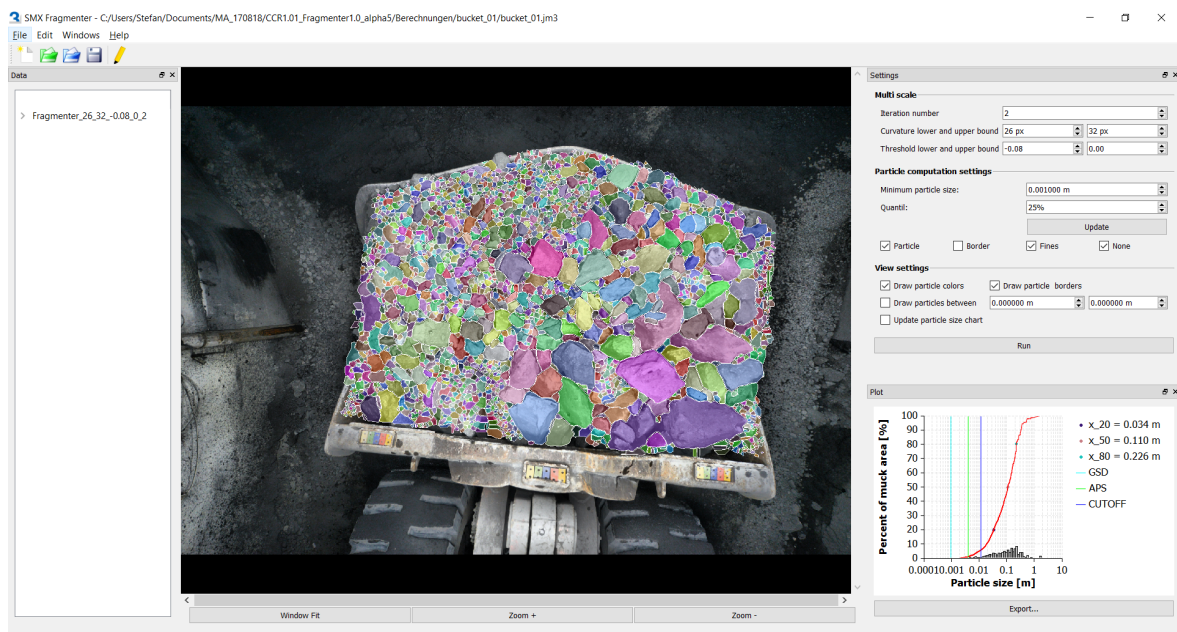 SMX Fragmenter - C:/Users/Stefan/Documents/MA_170818/CCR1.01_Fragmenter1.0_alpha5/Berechnungen/bucket_01/bucket_01.jm3
File Edit Windows Help
Data
Fragmenter_26_32_-0.08_0_2
Window Fit Zoom + Zoom -
Settings
Multi scale
Iteration number 2
Curvature lower and upper bound 26 px 32 px
Threshold lower and upper bound -0.08 0.00
Particle computation settings
Minimum particle size: 0.001000 m
Quantil: 25%
Update
Particle Border Fines None
View settings
Draw particle colors Draw particle borders
Draw particles between 0.000000 m 0.000000 m
Update particle size chart
Run
Plot
100
90
80
70
60
50
40
30
20
10
0
Percent of muck area [%]
0.0001 0.001 0.01 0.1 1 10
Particle size [m]
x_20 = 0.034 m
x_50 = 0.110 m
x_80 = 0.226 m
GSD
APS
CUTOFF
Export...